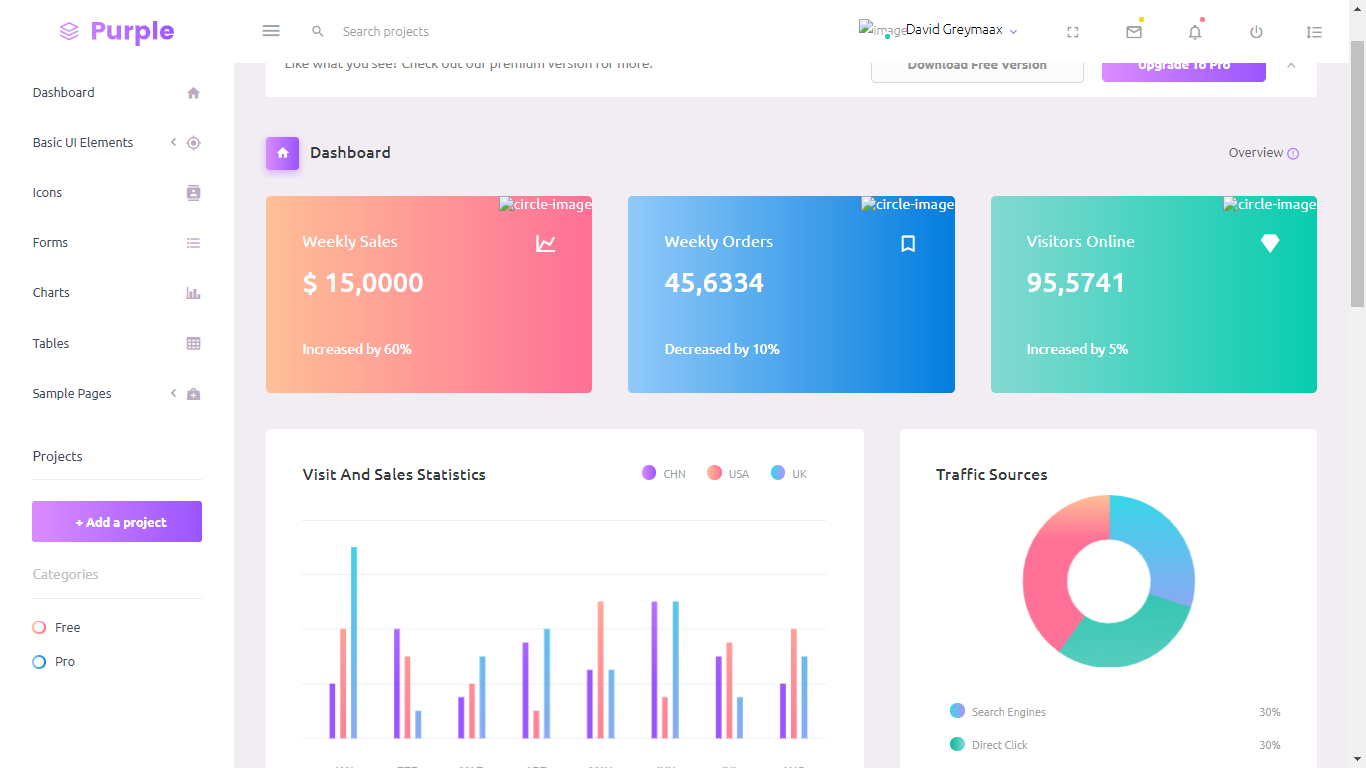 Purple
Search projects
image
David Greymaax
Like what you see? Check out our premium version for more.
Download Free Version
Upgrade To Pro
Dashboard
Basic UI Elements
Icons
Forms
Charts
Tables
Sample Pages
Projects
+ Add a project
Categories
Free
Pro
Dashboard
Overview
circle-image
Weekly Sales
$ 15,0000
Increased by 60%
circle-image
Weekly Orders
45,6334
Decreased by 10%
circle-image
Visitors Online
95,5741
Increased by 5%
Visit And Sales Statistics
CHN USA UK
Traffic Sources
Search Engines 30%
Direct Click 30%